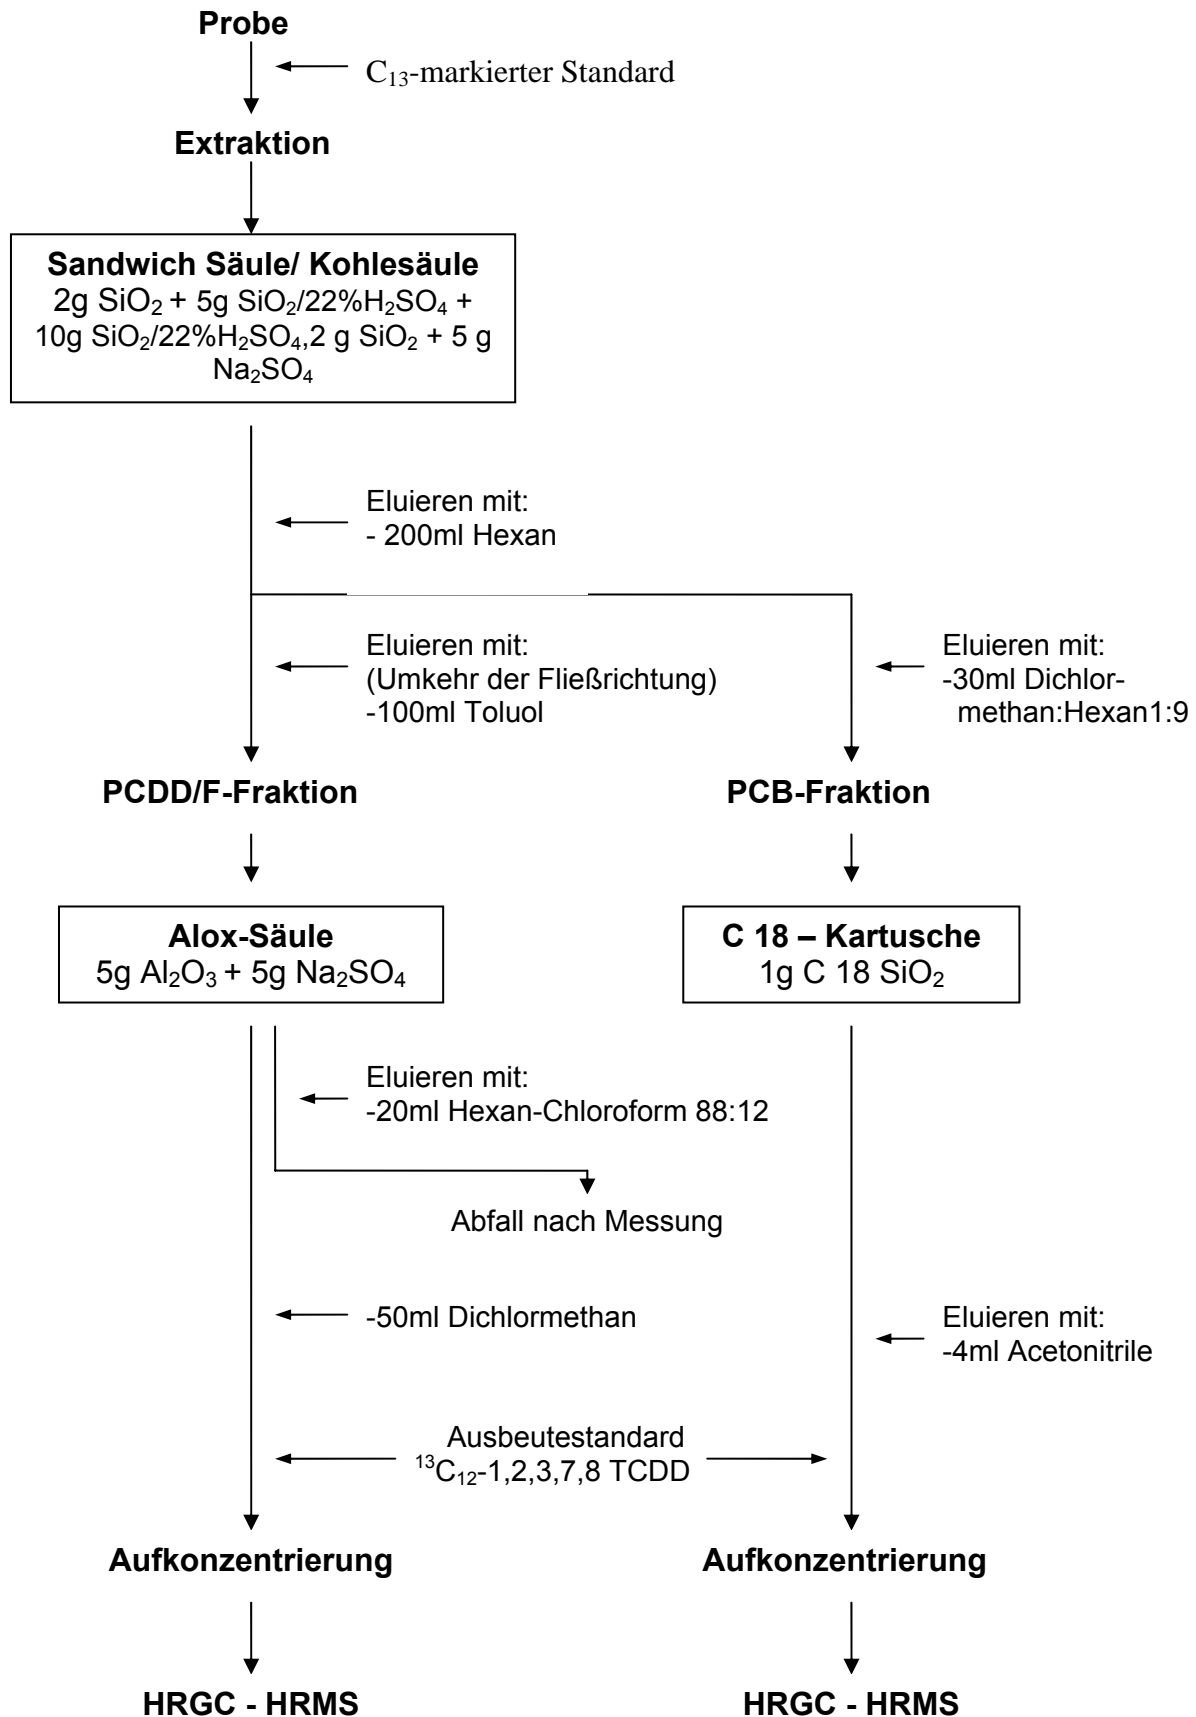 Probe
C₁₃-markierter Standard
Extraktion
Sandwich Säule/ Kohlesäule
2g SiO₂ + 5g SiO₂/22%H₂SO₄ +
10g SiO₂/22%H₂SO₄,2 g SiO₂ + 5 g
Na₂SO₄
Eluieren mit:
- 200ml Hexan
Eluieren mit:
(Umkehr der Fließrichtung)
-100ml Toluol
Eluieren mit:
-30ml Dichlor-
methan:Hexan1:9
PCDD/F-Fraktion
PCB-Fraktion
Alox-Säule
5g Al₂O₃ + 5g Na₂SO₄
C 18 – Kartusche
1g C 18 SiO₂
Eluieren mit:
-20ml Hexan-Chloroform 88:12
Abfall nach Messung
-50ml Dichlormethan
Eluieren mit:
-4ml Acetonitrile
Ausbeutestandard
¹³C₁₂-1,2,3,7,8 TCDD
Aufkonzentrierung
Aufkonzentrierung
HRGC - HRMS
HRGC - HRMS